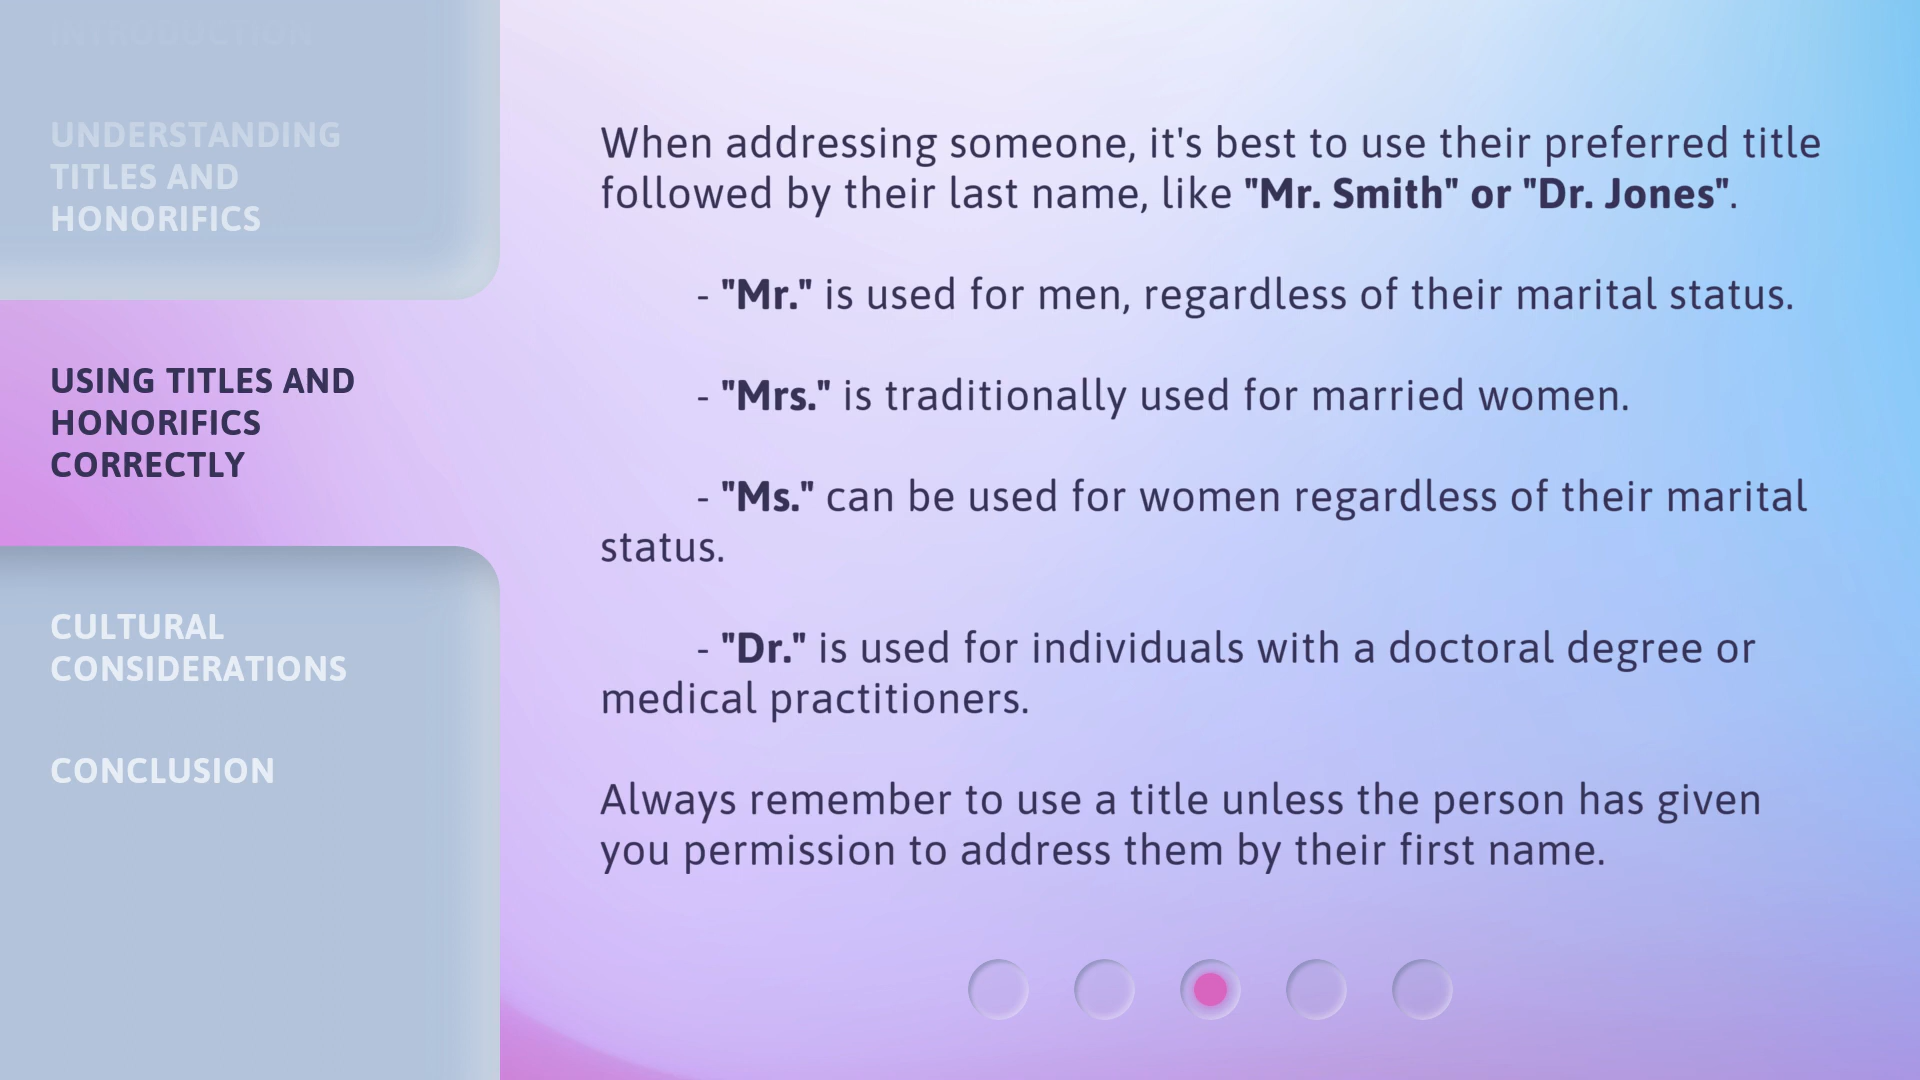 INTRODUCTION
UNDERSTANDING
TITLES AND
HONORIFICS
USING TITLES AND
HONORIFICS
CORRECTLY
CULTURAL
CONSIDERATIONS
CONCLUSION
When addressing someone, it's best to use their preferred title
followed by their last name, like "Mr. Smith" or "Dr. Jones".
- "Mr." is used for men, regardless of their marital status.
- "Mrs." is traditionally used for married women.
- "Ms." can be used for women regardless of their marital
status.
- "Dr." is used for individuals with a doctoral degree or
medical practitioners.
Always remember to use a title unless the person has given
you permission to address them by their first name.